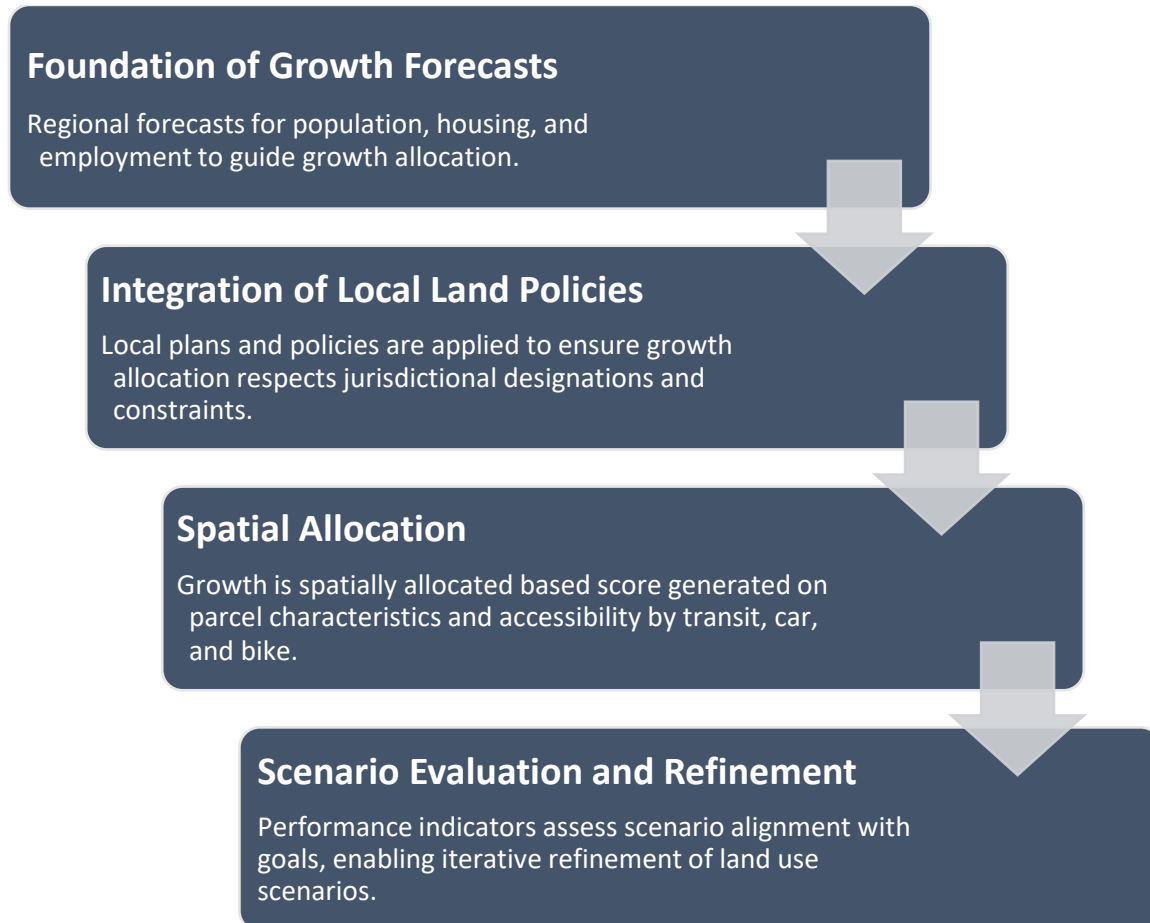 Foundation of Growth Forecasts
Regional forecasts for population, housing, and
employment to guide growth allocation.
Integration of Local Land Policies
Local plans and policies are applied to ensure growth
allocation respects jurisdictional designations and
constraints.
Spatial Allocation
Growth is spatially allocated based score generated on
parcel characteristics and accessibility by transit, car,
and bike.
Scenario Evaluation and Refinement
Performance indicators assess scenario alignment with
goals, enabling iterative refinement of land use
scenarios.